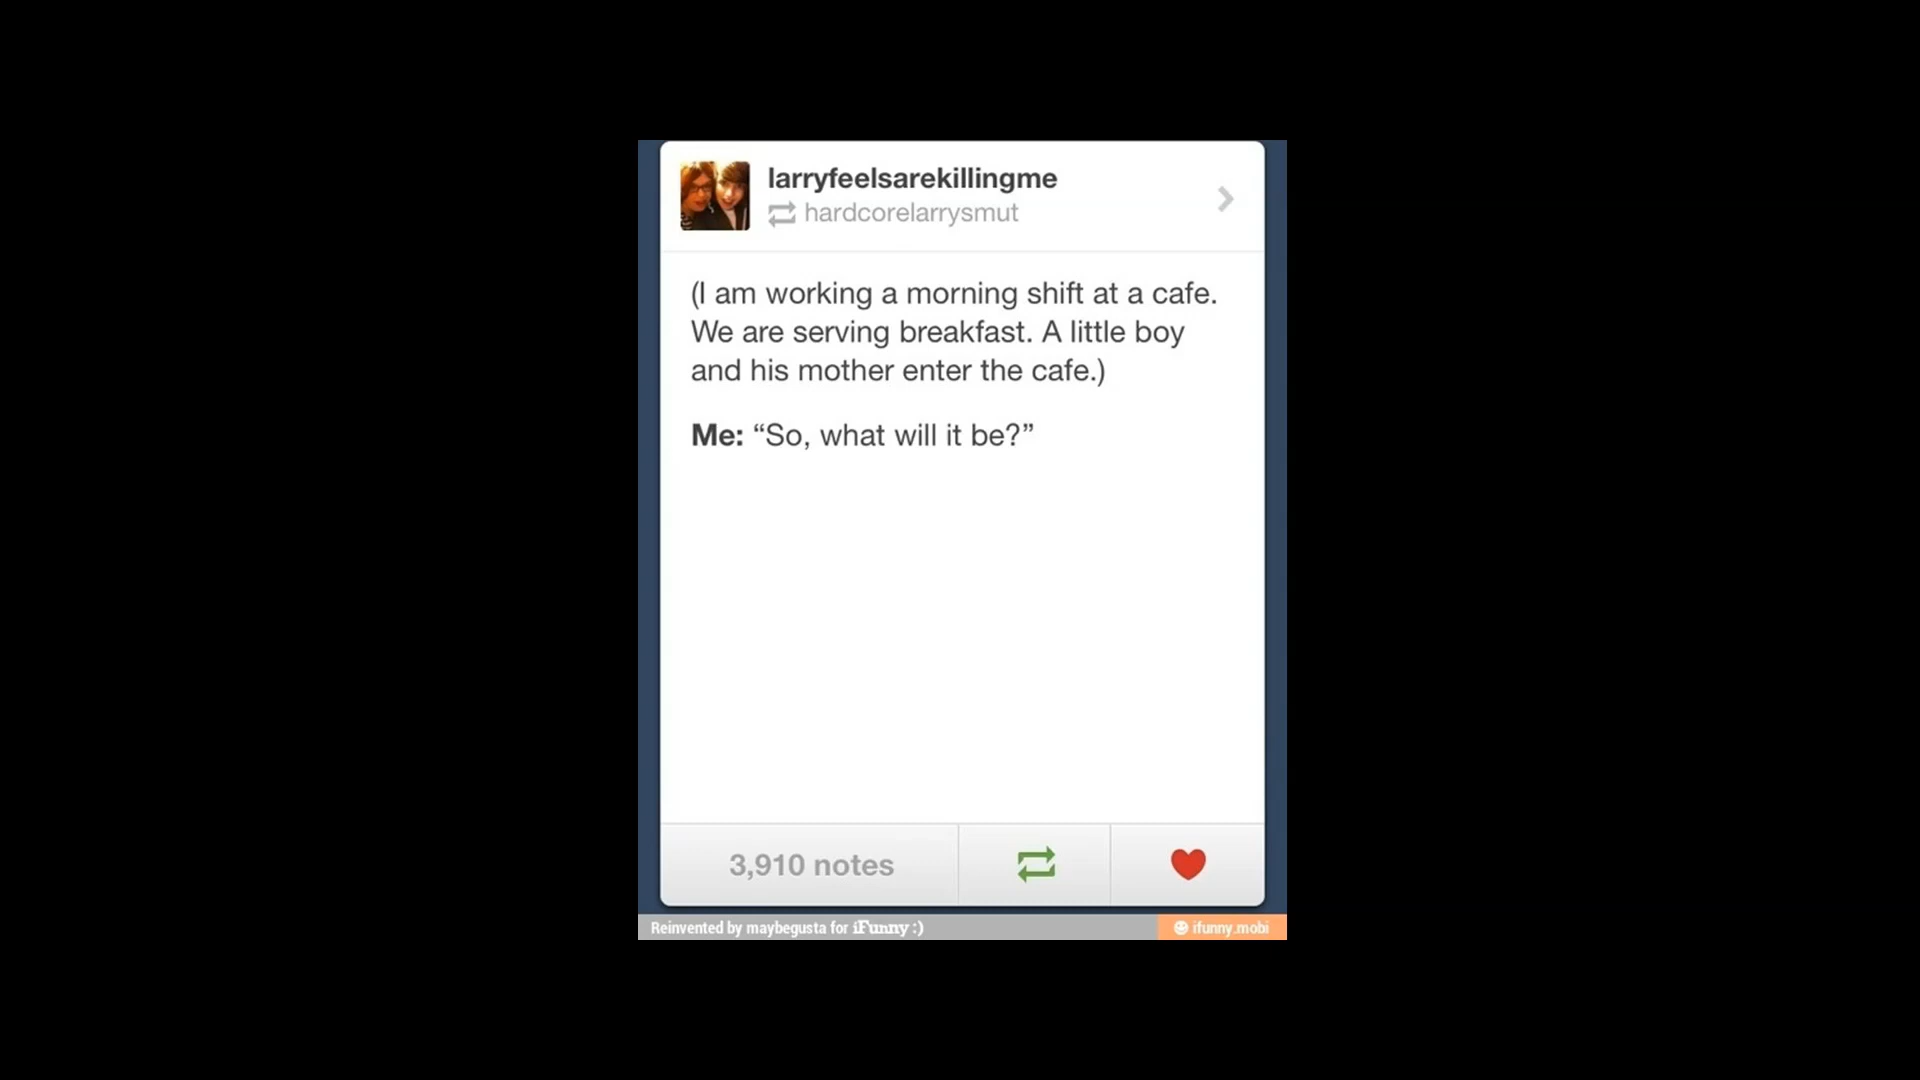 larryfeelsarekillingme
hardcorelarrysmut
(I am working a morning shift at a cafe.
We are serving breakfast. A little boy
and his mother enter the cafe.)
Me: “So, what will it be?”
3,910 notes
Reinvented by maybegusta for iFunny :)
ifunny.mobi